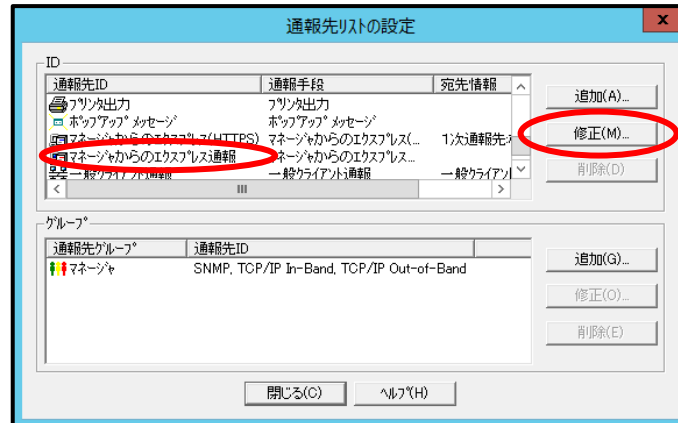 通報先リストの設定
x
ID
通報先ID 通報手段 宛先情報
プリンタ出力 プリンタ出力
ポップアップ メッセージ ポップアップ メッセージ
マネージャからのエクスプレス(HTTPS) マネージャからのエクスプレス(... 1次通報先:
マネージャからのエクスプレス通報 マネージャからのエクスプレス...
一般クライアント通報 一般クライアント通報 一般クライアン
追加(A)...
修正(M)...
削除(D)
グループ
通報先グループ 通報先ID
マネージャ SNMP, TCP/IP In-Band, TCP/IP Out-of-Band
追加(G)...
修正(O)...
削除(E)
閉じる(C) ヘルプ(H)